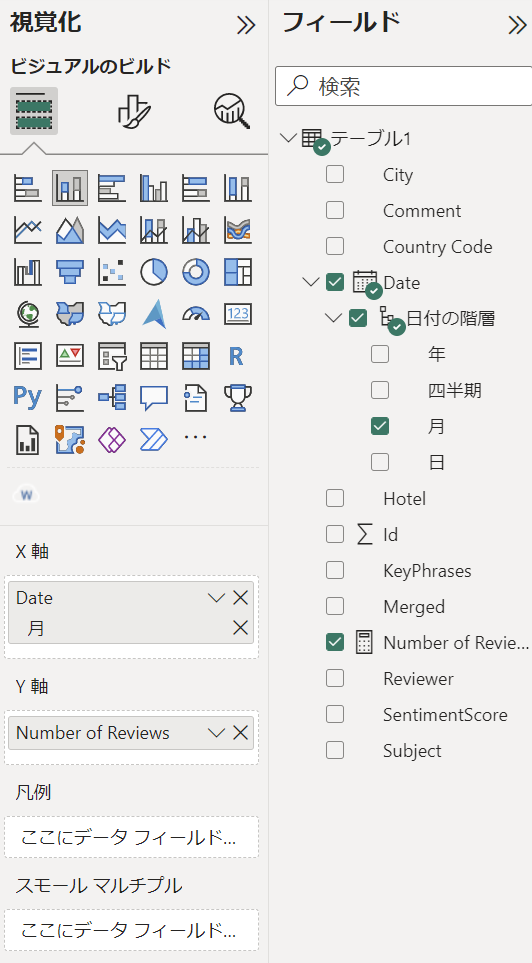 視覚化
ビジュアルのビルド
123
R
Py
W
X 軸
Date
月
Y 軸
Number of Reviews
凡例
ここにデータ フィールド...
スモール マルチプル
ここにデータ フィールド...
フィールド
検索
テーブル1
City
Comment
Country Code
Date
日付の階層
年
四半期
月
日
Hotel
Id
KeyPhrases
Merged
Number of Revie...
Reviewer
SentimentScore
Subject